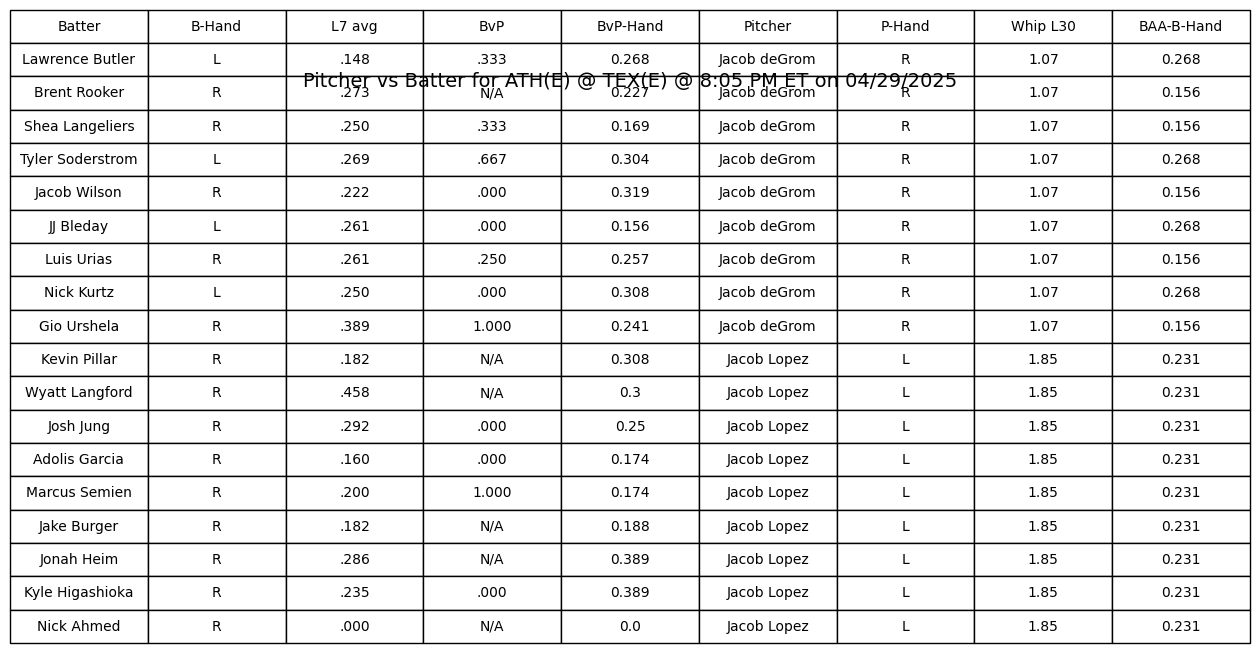 Batter B-Hand L7 avg BvP BvP-Hand Pitcher P-Hand Whip L30 BAA-B-Hand
Lawrence Butler L .148 .333 0.268 Jacob deGrom R 1.07 0.268
Pitcher vs Batter for ATH(E) @ TEX(E) @ 8:05 PM ET on 04/29/2025
Brent Rooker R .273 N/A 0.227 Jacob deGrom R 1.07 0.156
Shea Langeliers R .250 .333 0.169 Jacob deGrom R 1.07 0.156
Tyler Soderstrom L .269 .667 0.304 Jacob deGrom R 1.07 0.268
Jacob Wilson R .222 .000 0.319 Jacob deGrom R 1.07 0.156
JJ Bleday L .261 .000 0.156 Jacob deGrom R 1.07 0.268
Luis Urias R .261 .250 0.257 Jacob deGrom R 1.07 0.156
Nick Kurtz L .250 .000 0.308 Jacob deGrom R 1.07 0.268
Gio Urshela R .389 1.000 0.241 Jacob deGrom R 1.07 0.156
Kevin Pillar R .182 N/A 0.308 Jacob Lopez L 1.85 0.231
Wyatt Langford R .458 N/A 0.3 Jacob Lopez L 1.85 0.231
Josh Jung R .292 .000 0.25 Jacob Lopez L 1.85 0.231
Adolis Garcia R .160 .000 0.174 Jacob Lopez L 1.85 0.231
Marcus Semien R .200 1.000 0.174 Jacob Lopez L 1.85 0.231
Jake Burger R .182 N/A 0.188 Jacob Lopez L 1.85 0.231
Jonah Heim R .286 N/A 0.389 Jacob Lopez L 1.85 0.231
Kyle Higashioka R .235 .000 0.389 Jacob Lopez L 1.85 0.231
Nick Ahmed R .000 N/A 0.0 Jacob Lopez L 1.85 0.231